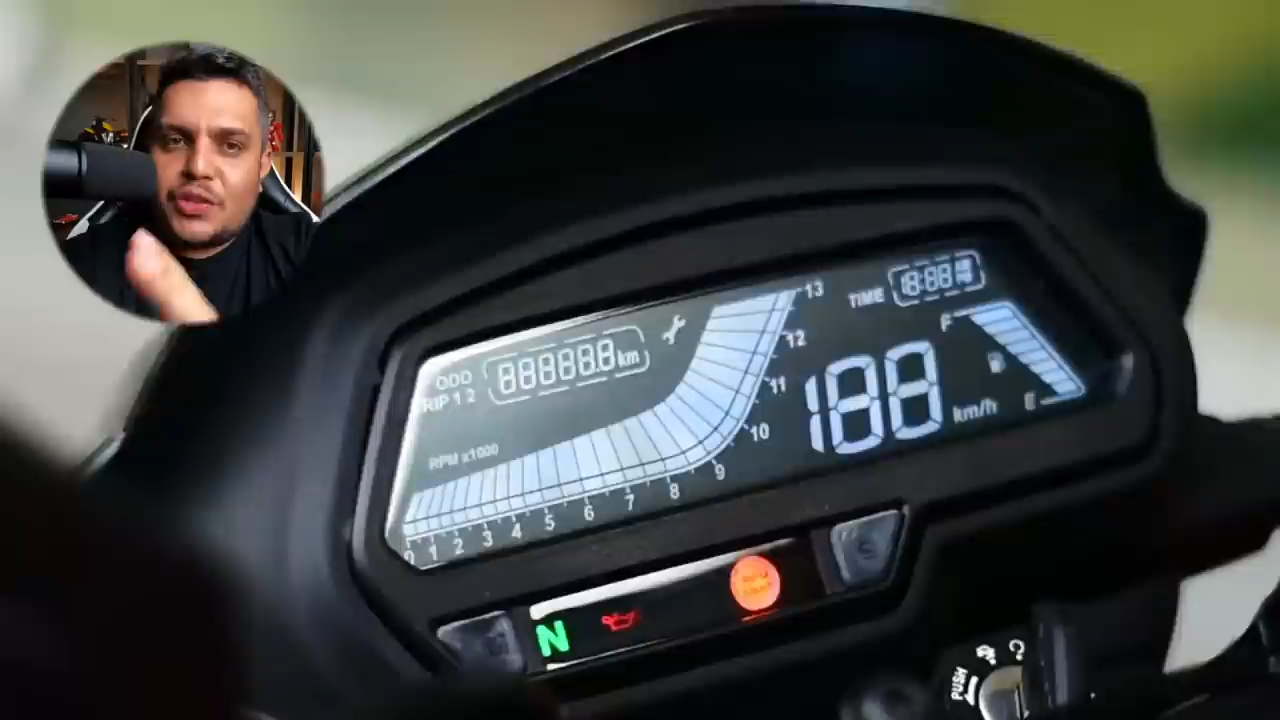 ODO
888888 km
TRIP 1 2
RPM x1000
0 1 2 3 4 5 6 7 8 9 10 11 12 13
TIME 18:88
F
E
188 km/h
S
N
PUSH